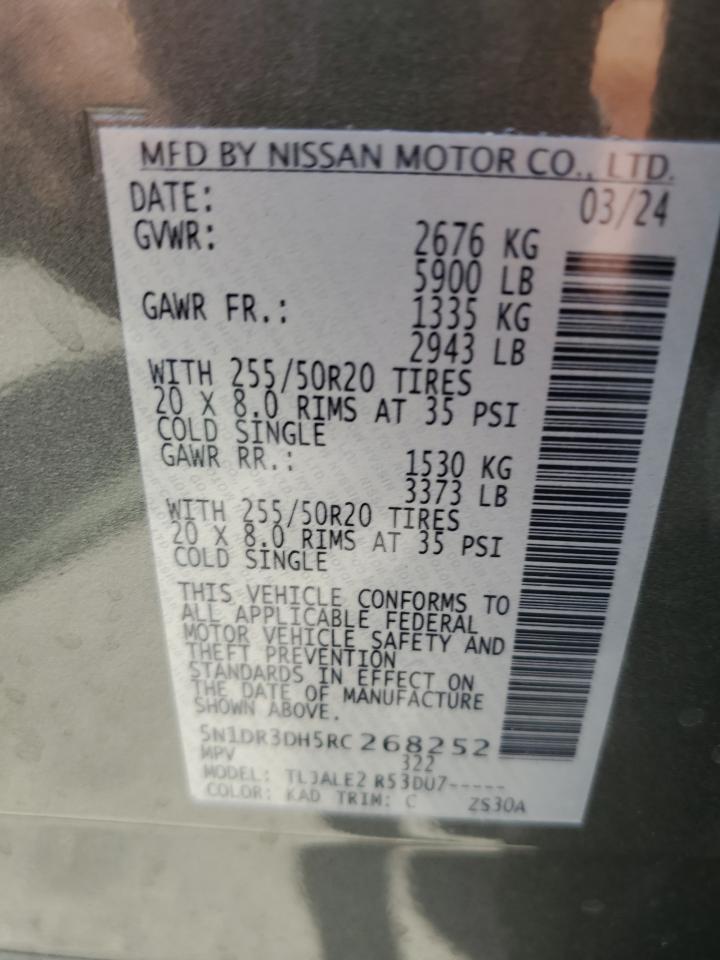 MFD BY NISSAN MOTOR CO., LTD.
DATE: 03/24
GVWR: 2676 KG
5900 LB
GAWR FR.: 1335 KG
2943 LB
WITH 255/50R20 TIRES
20 X 8.0 RIMS AT 35 PSI
COLD SINGLE
GAWR RR.: 1530 KG
3373 LB
WITH 255/50R20 TIRES
20 X 8.0 RIMS AT 35 PSI
COLD SINGLE
THIS VEHICLE CONFORMS TO
ALL APPLICABLE FEDERAL
MOTOR VEHICLE SAFETY AND
THEFT PREVENTION
STANDARDS IN EFFECT ON
THE DATE OF MANUFACTURE
SHOWN ABOVE.
5N1DR3DH5RC268252
MPV 322
MODEL: TLJALE2 R53DU7-----
COLOR: KAD TRIM: C ZS30A